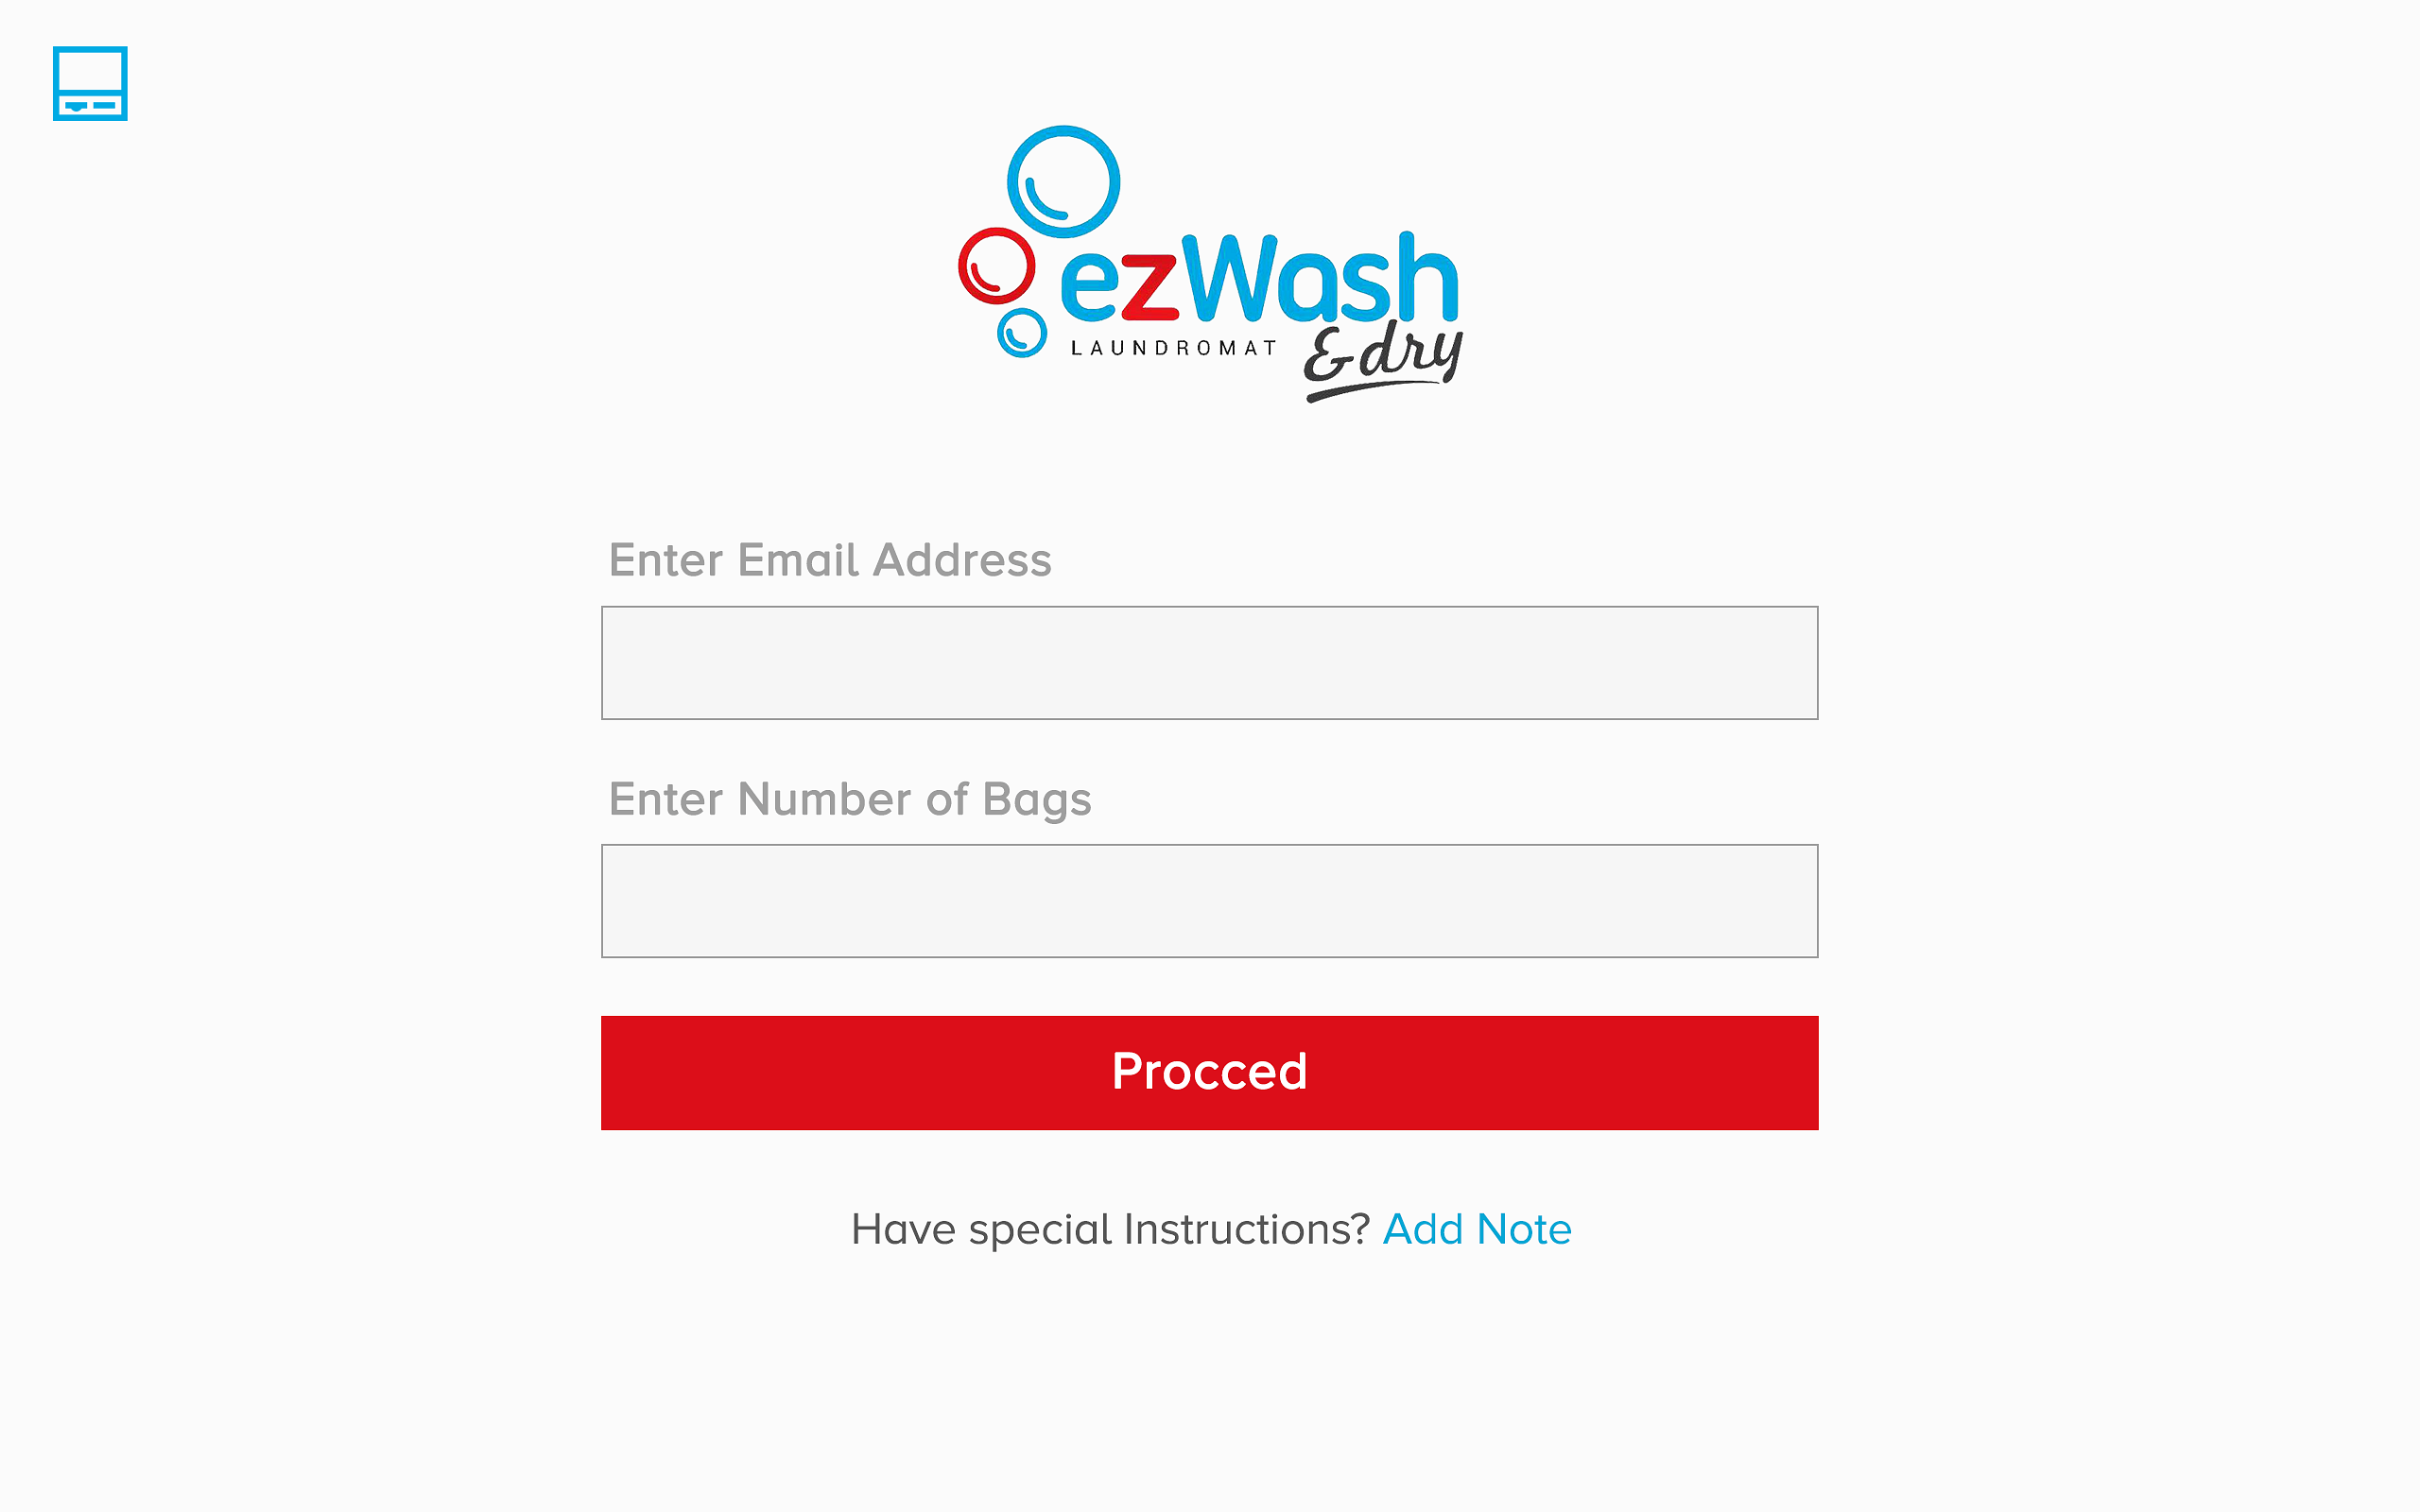 ezWash
LAUNDROMAT &dry
Enter Email Address
Enter Number of Bags
Procced
Have special Instructions? Add Note